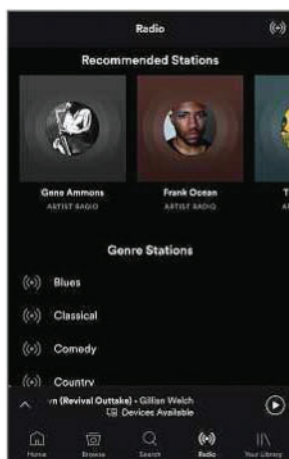 Radio
Recommended Stations
Gene Ammons
ARTIST RADIO
Frank Ocean
ARTIST RADIO
T
Genre Stations
Blues
Classical
Comedy
Country
n (Revival Outtake) - Gillian Welch
Devices Available
Home
Browse
Search
Radio
Your Library